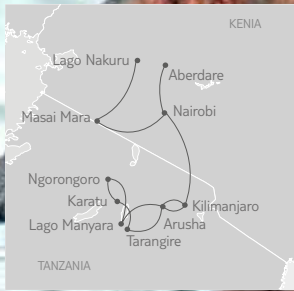 KENIA
Lago Nakuru
Aberdare
Masai Mara
Nairobi
Ngorongoro
Karatu
Kilimanjaro
Lago Manyara
Arusha
Tarangire
TANZANIA